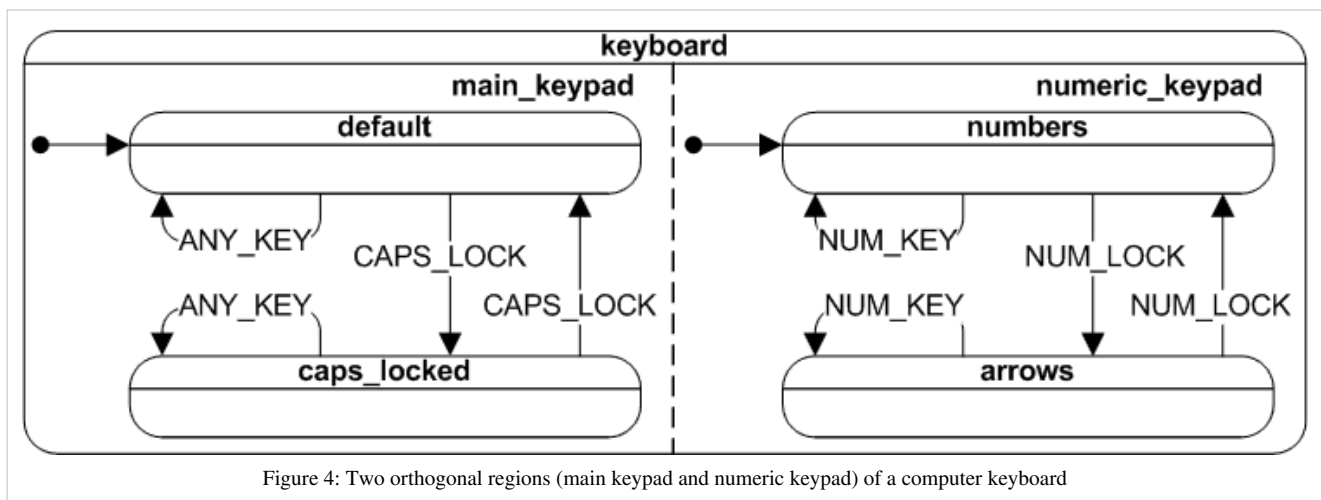 keyboard
main_keypad
numeric_keypad
default
numbers
ANY_KEY
NUM_KEY
CAPS_LOCK
NUM_LOCK
ANY_KEY
CAPS_LOCK
NUM_KEY
NUM_LOCK
caps_locked
arrows
Figure 4: Two orthogonal regions (main keypad and numeric keypad) of a computer keyboard